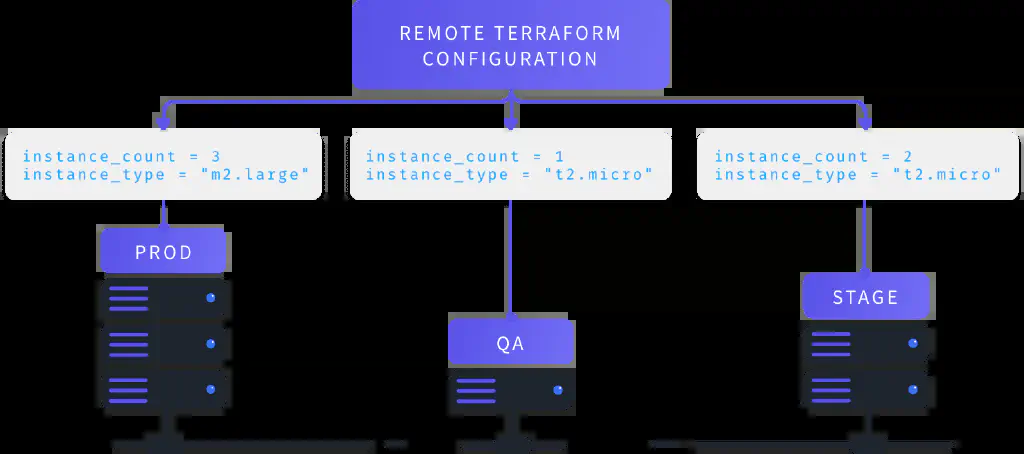 REMOTE TERRAFORM
CONFIGURATION
instance_count = 3
instance_type = "m2.large"
instance_count = 1
instance_type = "t2.micro"
instance_count = 2
instance_type = "t2.micro"
PROD
QA
STAGE